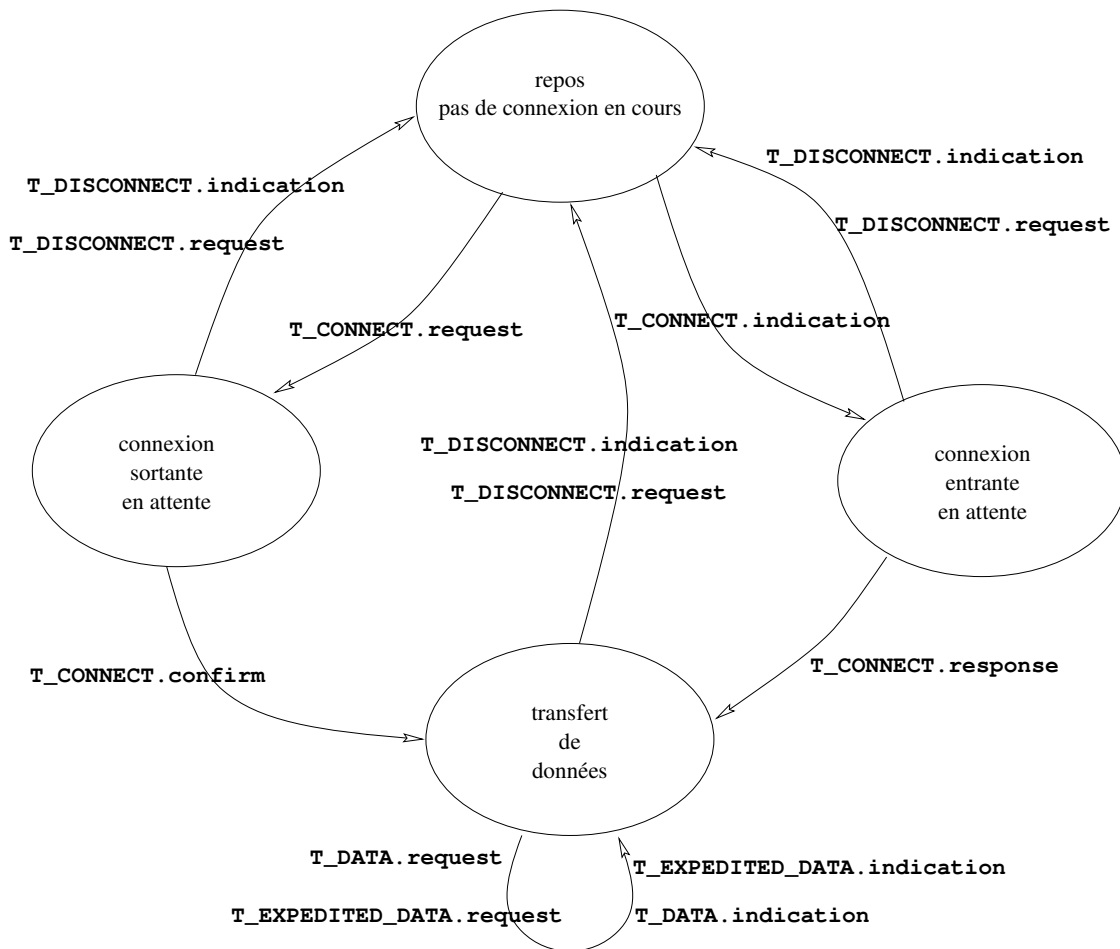 repos
pas de connexion en cours
T_DISCONNECT.indication
T_DISCONNECT.indication
T_DISCONNECT.request
T_DISCONNECT.request
T_CONNECT.request
T_CONNECT.indication
connexion
sortante
en attente
T_DISCONNECT.indication
T_DISCONNECT.request
connexion
entrante
en attente
T_CONNECT.confirm
T_CONNECT.response
transfert
de
données
T_DATA.request
T_EXPEDITED_DATA.indication
T_EXPEDITED_DATA.request
T_DATA.indication